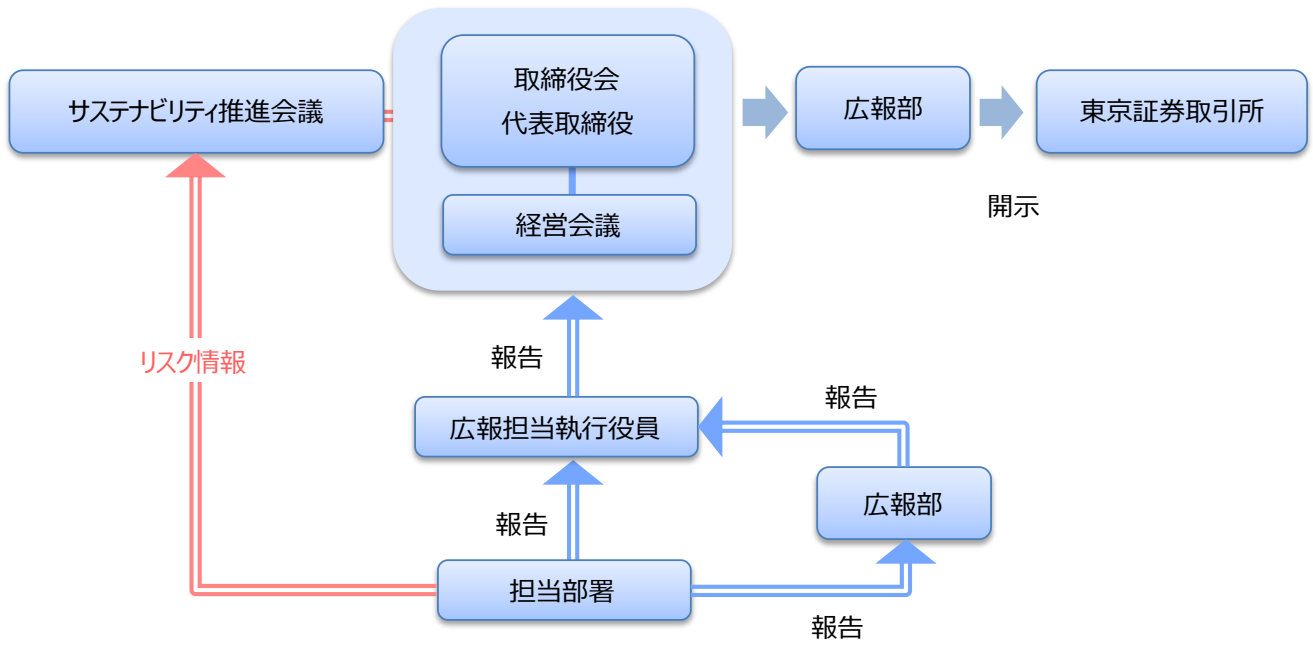 サステナビリティ推進会議
取締役会
代表取締役
経営会議
広報部
東京証券取引所
開示
リスク情報
報告
広報担当執行役員
報告
報告
広報部
担当部署
報告